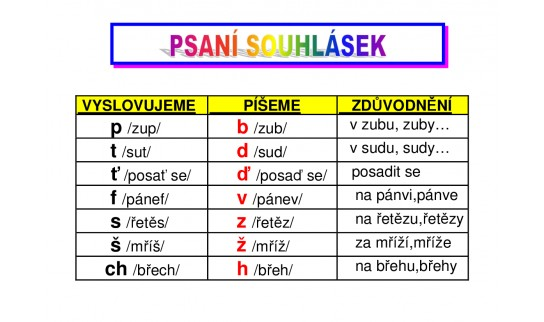 PSANÍ SOUHLÁSEK
VYSLOVUJEME PÍŠEME ZDŮVODNĚNÍ
p /zup/ b /zub/ v zubu, zuby…
t /sut/ d /sud/ v sudu, sudy…
ť /posať se/ ď /posaď se/ posadit se
f /pánef/ v /pánev/ na pánvi,pánve
s /řetěs/ z /řetěz/ na řetězu,řetězy
š /mříš/ ž /mříž/ za mříží,mříže
ch /břech/ h /břeh/ na břehu,břehy